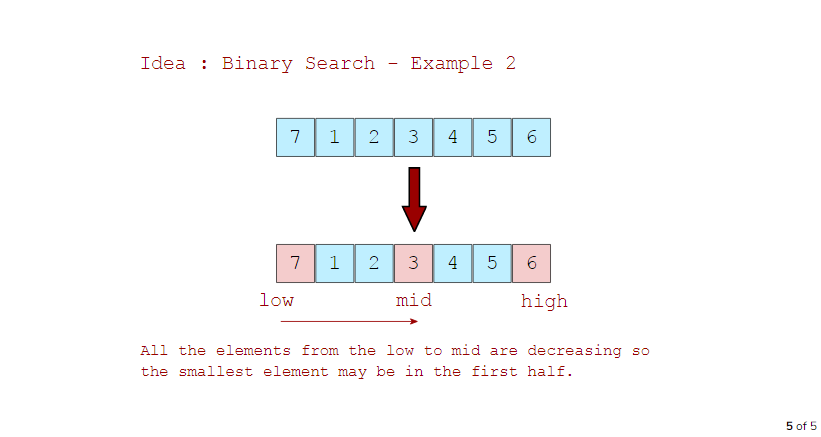 Idea : Binary Search – Example 2
7 1 2 3 4 5 6
7 1 2 3 4 5 6
low mid high
All the elements from the low to mid are decreasing so
the smallest element may be in the first half.
5 of 5